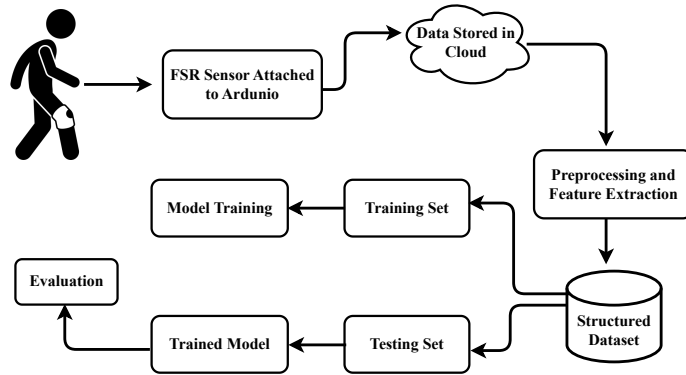 FSR Sensor Attached
to Ardunio
Data Stored in
Cloud
Preprocessing and
Feature Extraction
Model Training
Training Set
Evaluation
Trained Model
Testing Set
Structured
Dataset